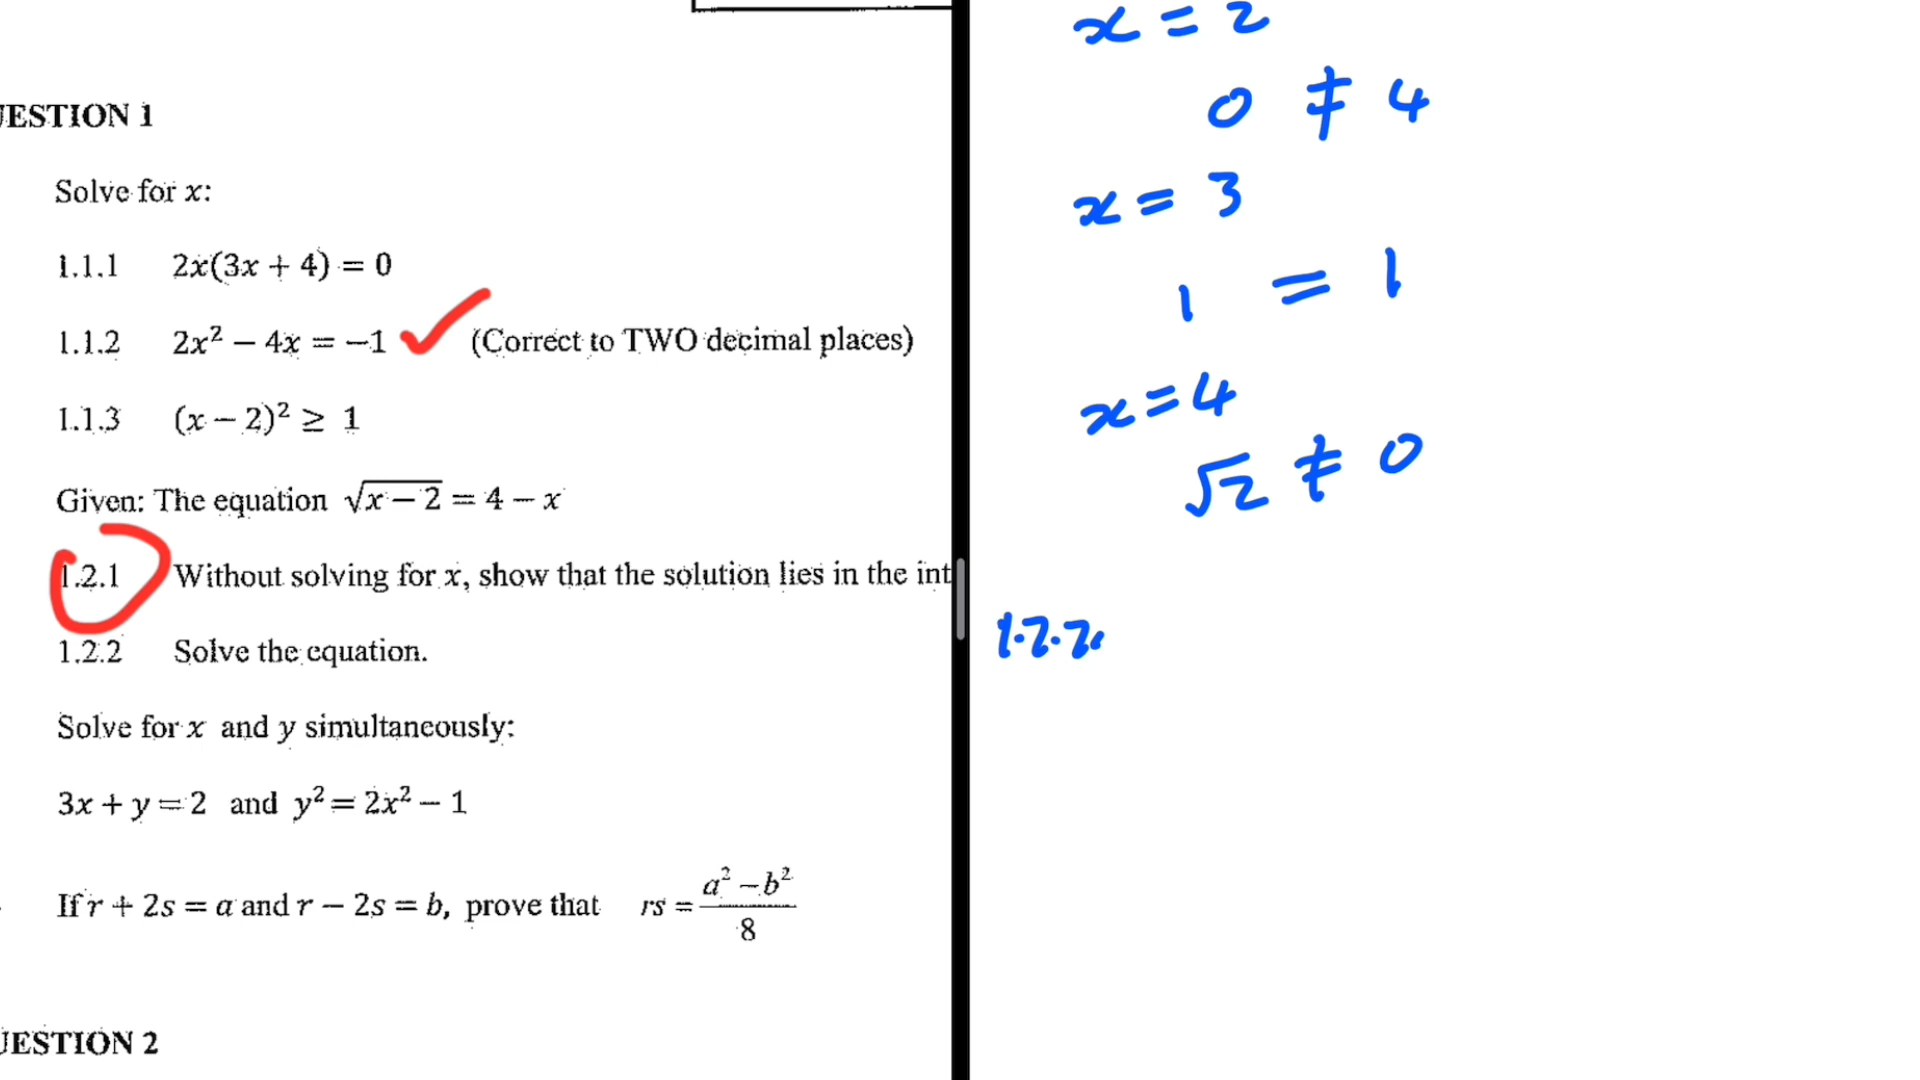 UESTION 1
Solve for x:
1.1.1 2x(3x + 4) = 0
1.1.2 2x² − 4x = −1 (Correct to TWO decimal places)
1.1.3 (x − 2)² ≥ 1
Given: The equation √(x − 2) = 4 − x
1.2.1 Without solving for x, show that the solution lies in the int
1.2.2 Solve the equation.
Solve for x and y simultaneously:
3x + y = 2 and y² = 2x² − 1
If r + 2s = a and r − 2s = b, prove that rs = (a² − b²)/8
UESTION 2
x = 2
0 ≠ 4
x = 3
1 = 1
x = 4
√2 ≠ 0
1.2.2